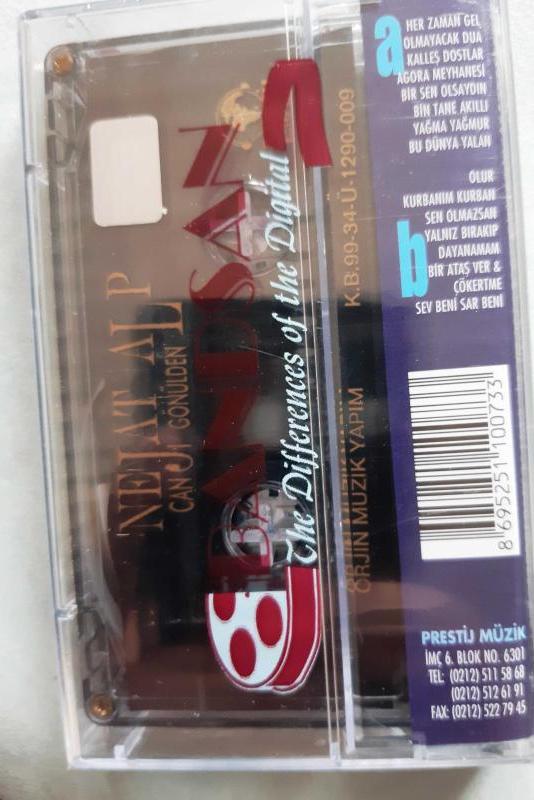 a
HER ZAMAN GEL
OLMAYACAK DUA
KALLEŞ DOSTLAR
AGORA MEYHANESİ
BİR SEN OLSAYDIN
BİN TANE AKILLI
YAĞMA YAĞMUR
BU DÜNYA YALAN
b
OLUR
KURBANIM KURBAN
SEN OLMAZSAN
YALNIZ BIRAKIP
DAYANAMAM
BİR ATAŞ VER &
ÇÖKERTME
SEV BENİ SAR BENİ
8 695251 100733
PRESTİJ MÜZİK
İMC 6. BLOK NO. 6301
TEL: (0212) 511 58 68
(0212) 512 61 91
FAX: (0212) 522 79 45
NEJAT ALP
CAN GÖNÜLDEN
BANDSAN
The Differences of the Digital
K.B.99-34-Ü-1290-009
ORJİN MÜZİK YAPIM